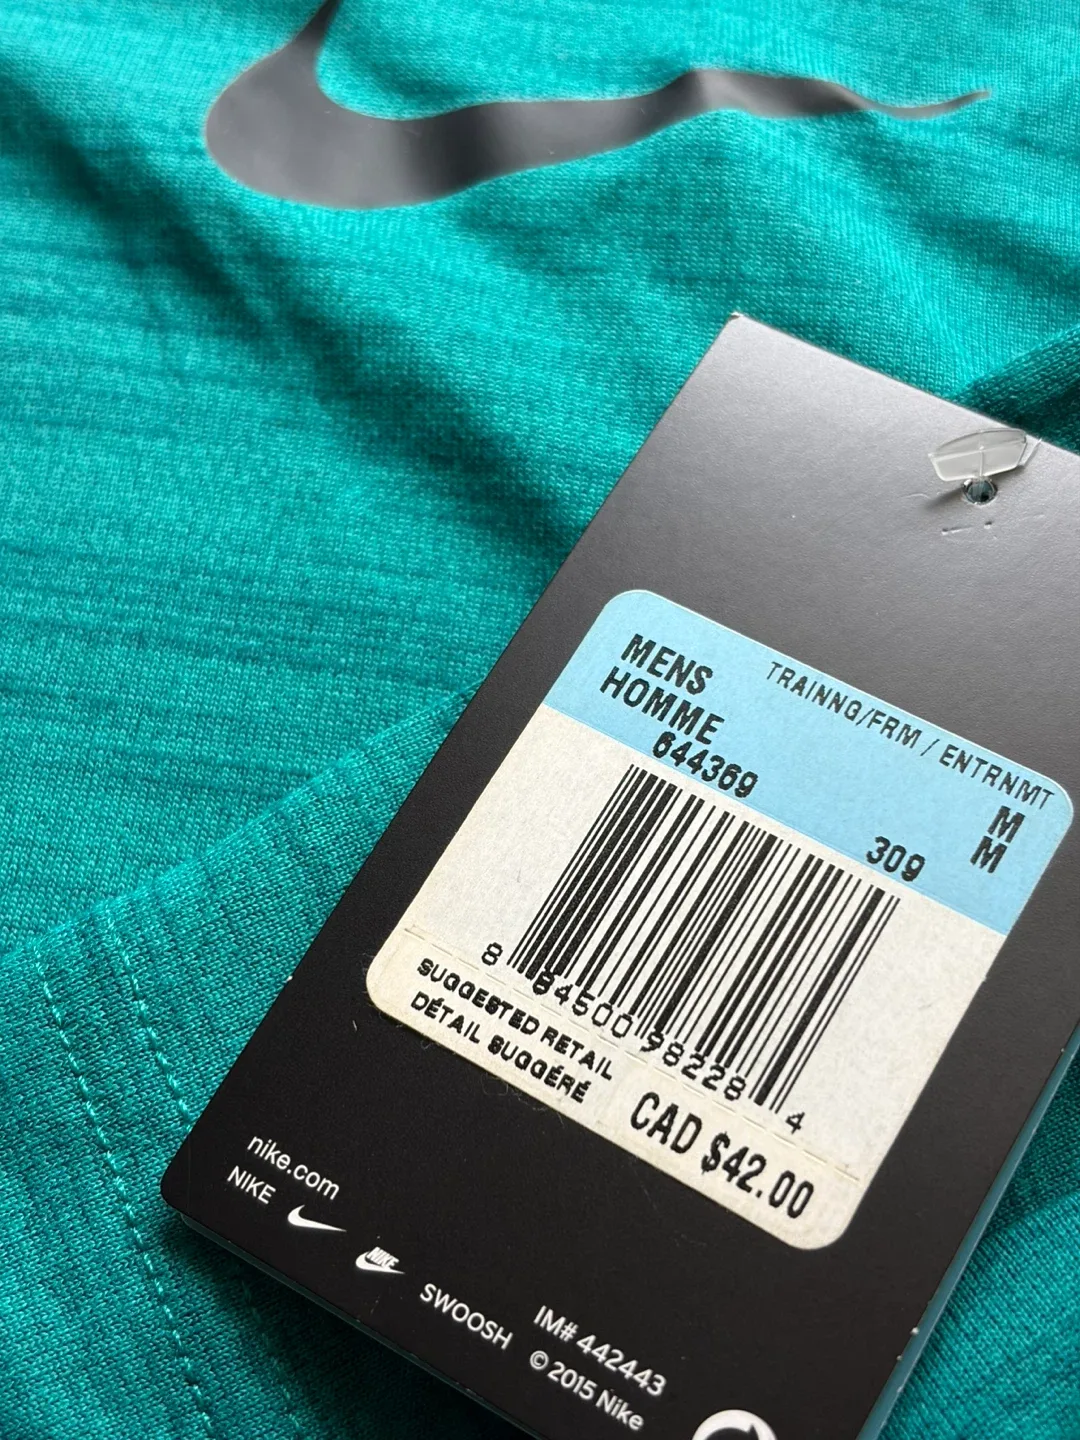 MENS
HOMME
TRAINNG/FRM / ENTRNMT
644369
309
M
M
8 84500 98228 4
SUGGESTED RETAIL
DÉTAIL SUGGÉRÉ
CAD $42.00
nike.com
NIKE
NIKE
SWOOSH
IM# 442443
© 2015 Nike